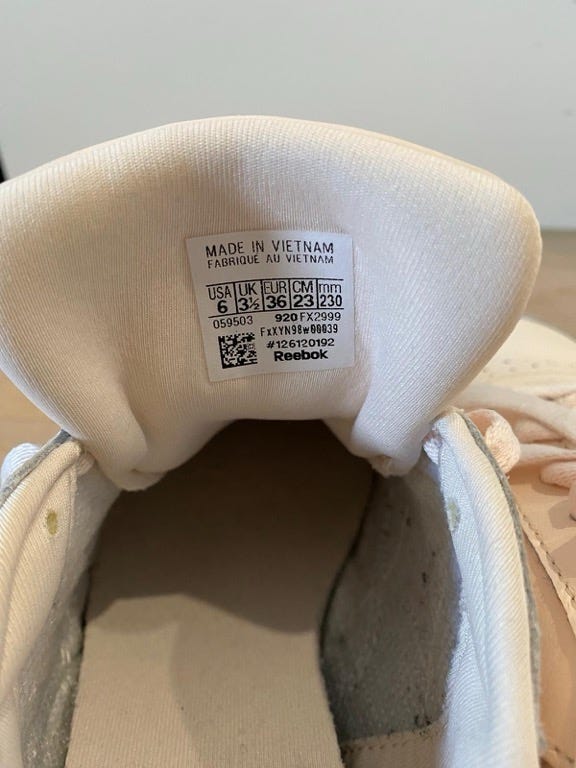 MADE IN VIETNAM
FABRIQUÉ AU VIETNAM
USA UK EUR CM mm
6 3½ 36 23 230
059503 920 FX2999
FxXYN98w00039
#126120192
Reebok